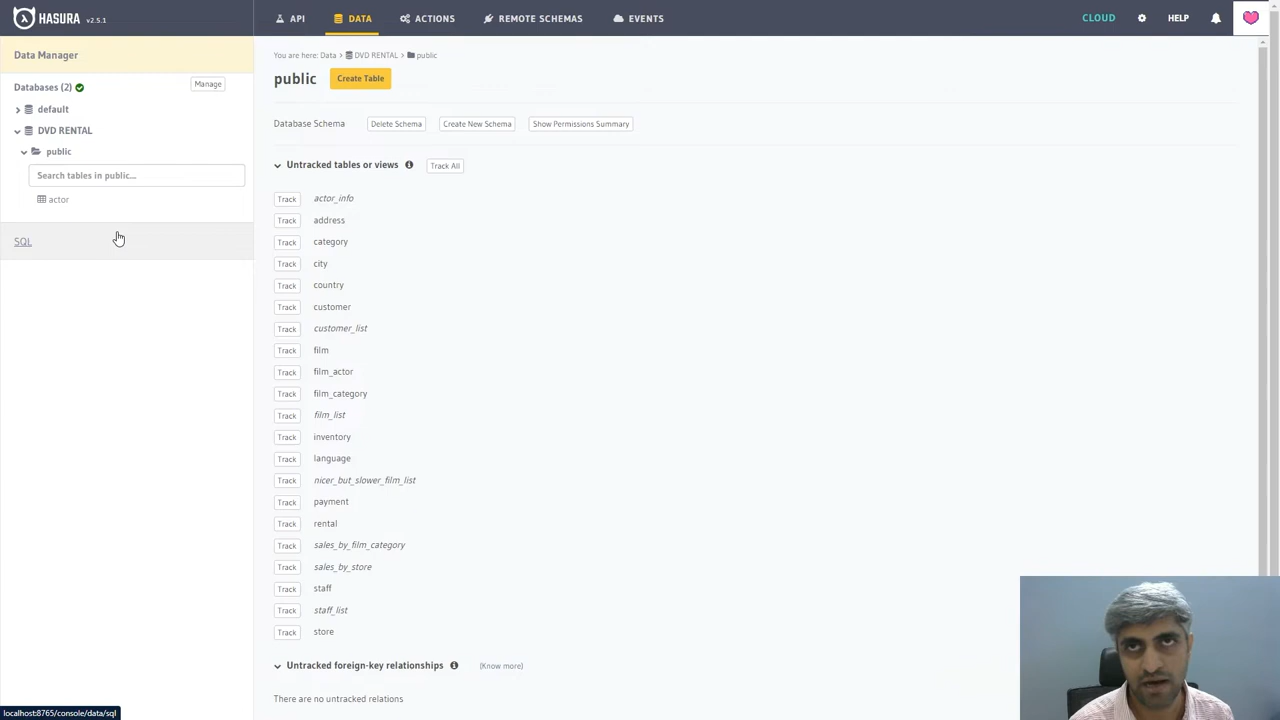 HASURA v2.5.1
API
DATA
ACTIONS
REMOTE SCHEMAS
EVENTS
CLOUD
HELP
Data Manager
Databases (2)
Manage
default
DVD RENTAL
public
Search tables in public...
actor
SQL
You are here: Data > DVD RENTAL > public
public
Create Table
Database Schema
Delete Schema
Create New Schema
Show Permissions Summary
Untracked tables or views
Track All
Track actor_info
Track address
Track category
Track city
Track country
Track customer
Track customer_list
Track film
Track film_actor
Track film_category
Track film_list
Track inventory
Track language
Track nicer_but_slower_film_list
Track payment
Track rental
Track sales_by_film_category
Track sales_by_store
Track staff
Track staff_list
Track store
Untracked foreign-key relationships
(Know more)
There are no untracked relations
localhost:8765/console/data/sql